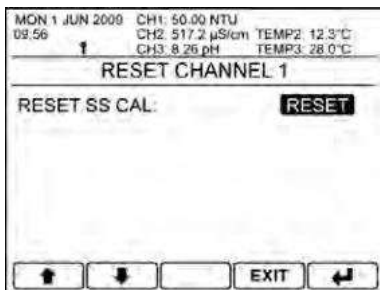 MON 1 JUN 2009 CH1: 50.00 NTU
09:56 CH2: 517.2 µS/cm TEMP2: 12.3°C
1 CH3: 8.26 pH TEMP3: 28.0°C
RESET CHANNEL 1
RESET SS CAL: RESET
EXIT